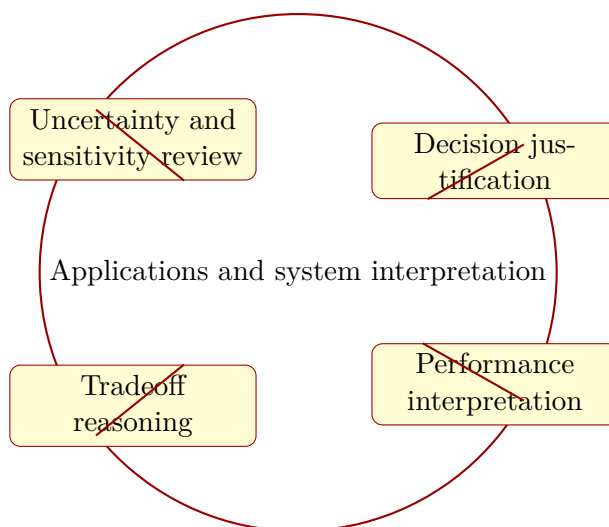 Uncertainty and
sensitivity review
Decision jus-
tification
Applications and system interpretation
Tradeoff
reasoning
Performance
interpretation